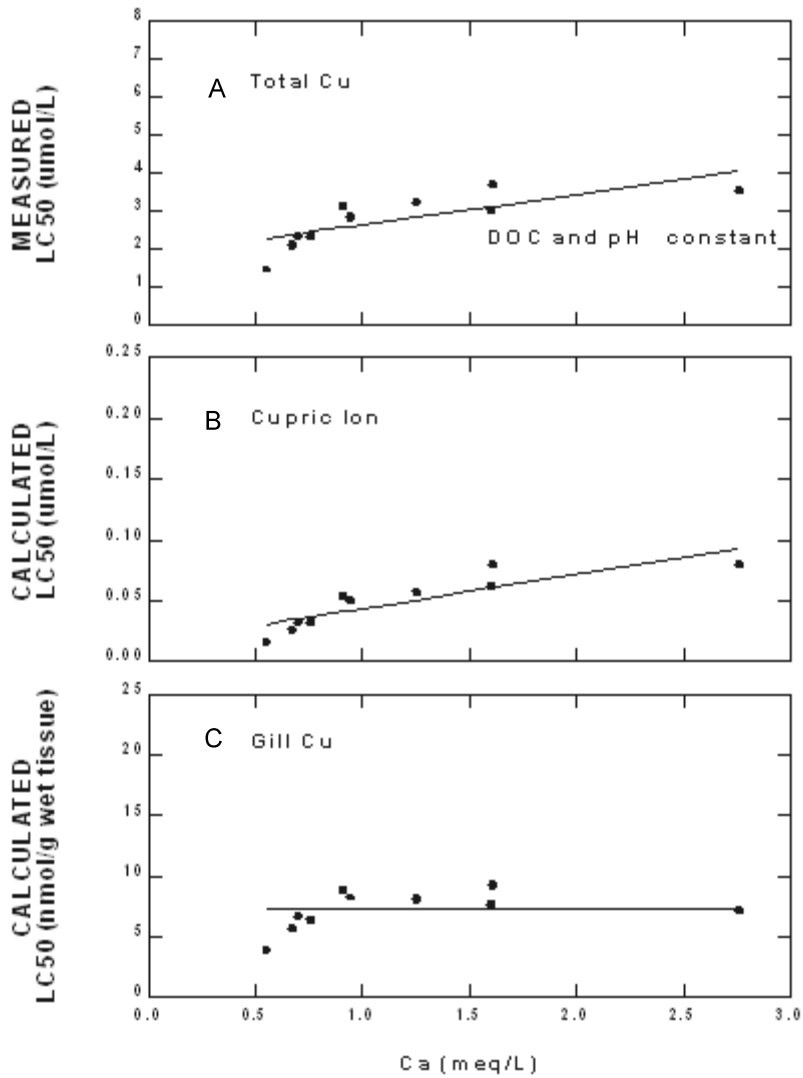 MEASURED
LC50 (umol/L)
8
7
6
5
4
3
2
1
0
A Total Cu
DOC and pH constant
CALCULATED
LC50 (umol/L)
0.25
0.20
0.15
0.10
0.05
0.00
B Cupric Ion
CALCULATED
LC50 (nmol/g wet tissue)
25
20
15
10
5
0
C Gill Cu
0.0 0.5 1.0 1.5 2.0 2.5 3.0
Ca (meq/L)